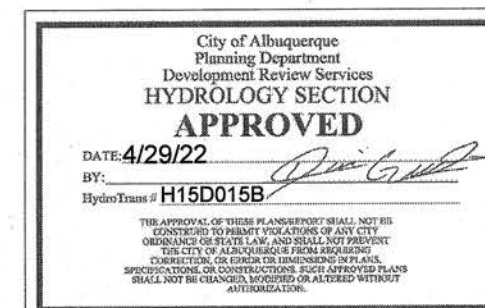 City of Albuquerque
Planning Department
Development Review Services
HYDROLOGY SECTION
APPROVED
DATE: 4/29/22
BY:
HydroTrans # H15D015B
THE APPROVAL OF THESE PLANS/REPORT SHALL NOT BE
CONSTRUED TO PERMIT VIOLATIONS OF ANY CITY
ORDINANCE OR STATE LAW, AND SHALL NOT PREVENT
THE CITY OF ALBUQUERQUE FROM REQUIRING
CORRECTION, OR ERROR OR DIMENSIONS IN PLANS,
SPECIFICATIONS, OR CONSTRUCTIONS. SUCH APPROVED PLANS
SHALL NOT BE CHANGED, MODIFIED OR ALTERED WITHOUT
AUTHORIZATION.